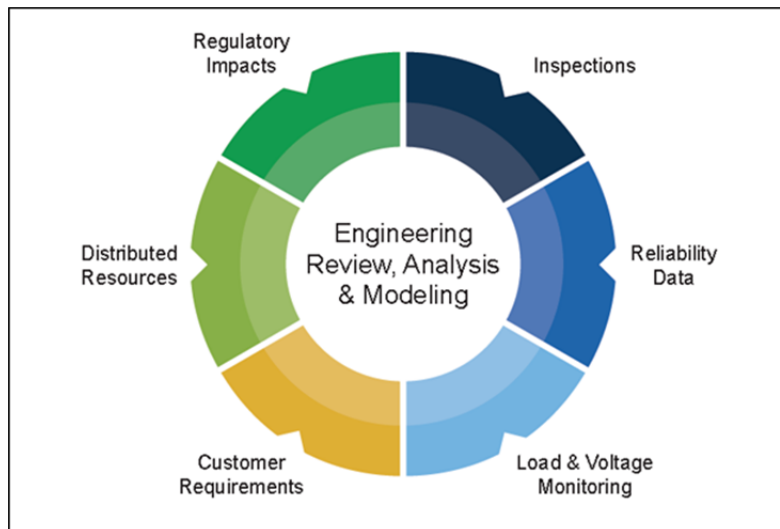 Regulatory
Impacts
Inspections
Distributed
Resources
Engineering
Review, Analysis
& Modeling
Reliability
Data
Customer
Requirements
Load & Voltage
Monitoring